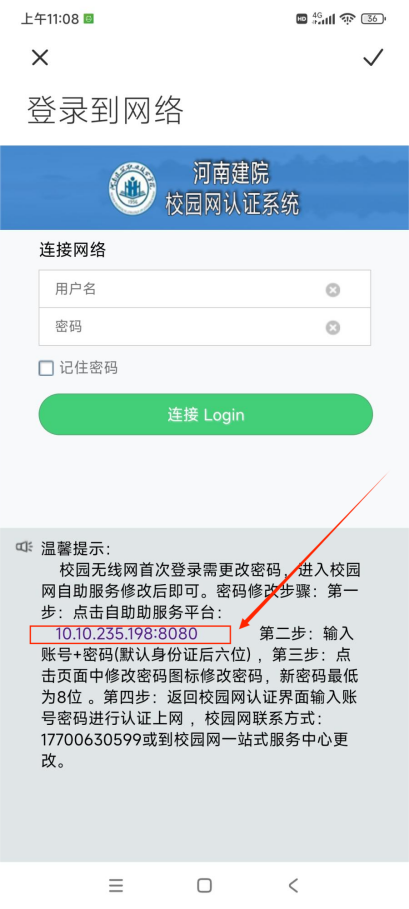 上午11:08
HD 4G 36
登录到网络
河南建院
校园网认证系统
连接网络
用户名
密码
记住密码
连接 Login
温馨提示：
校园无线网首次登录需更改密码，进入校园
网自助服务修改后即可。密码修改步骤：第一
步：点击自助助服务平台：
10.10.235.198:8080 第二步：输入
账号+密码(默认身份证后六位)，第三步：点
击页面中修改密码图标修改密码，新密码最低
为8位 。第四步：返回校园网认证界面输入账
号密码进行认证上网 ，校园网联系方式：
17700630599或到校园网一站式服务中心更
改。